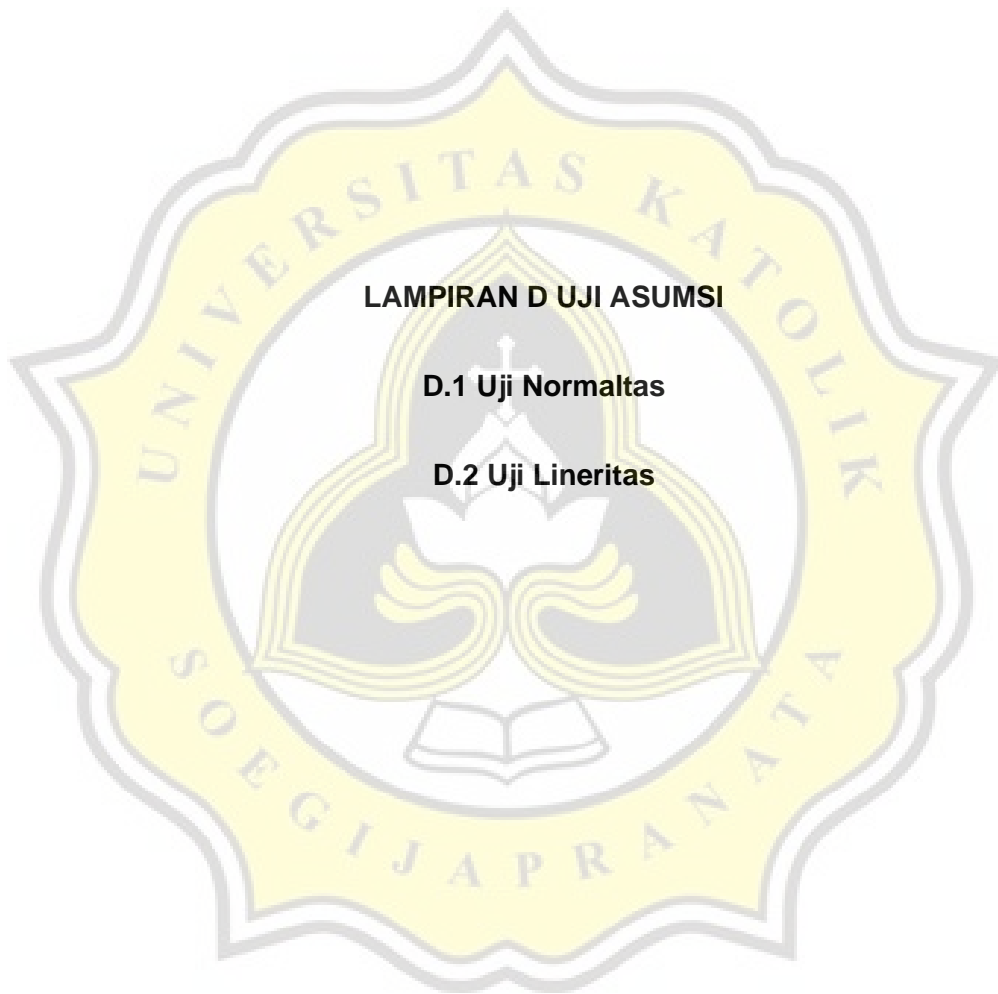 UNIVERSITAS KATOLIK
LAMPIRAN D UJI ASUMSI
D.1 Uji Normaltas
D.2 Uji Lineritas
SOEGIJAPRANATA